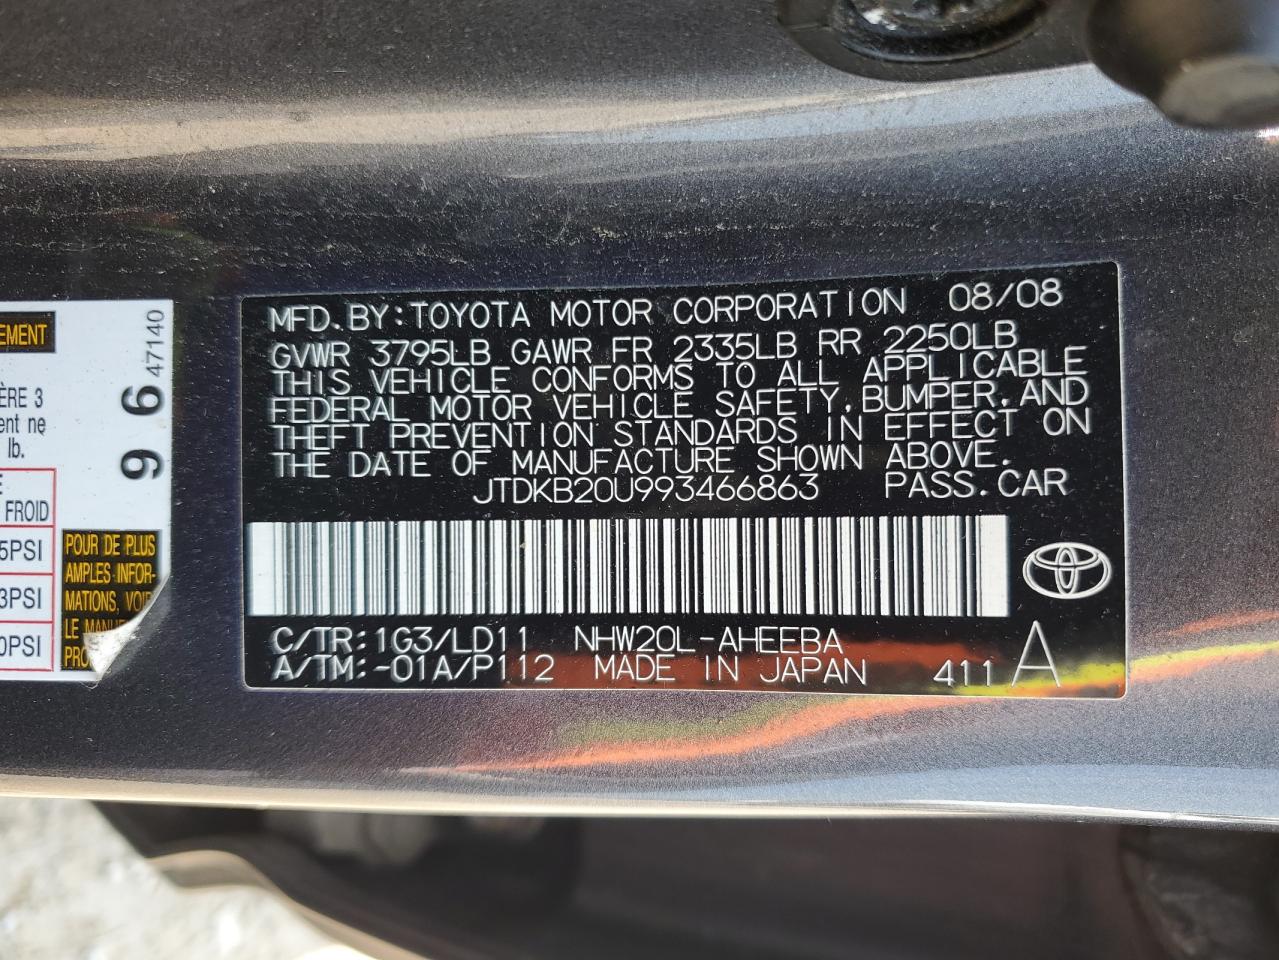 MFD.BY:TOYOTA MOTOR CORPORATION 08/08
GVWR 3795LB GAWR FR 2335LB RR 2250LB
THIS VEHICLE CONFORMS TO ALL APPLICABLE
FEDERAL MOTOR VEHICLE SAFETY,BUMPER,AND
THEFT PREVENTION STANDARDS IN EFFECT ON
THE DATE OF MANUFACTURE SHOWN ABOVE.
JTDKB20U993466863 PASS.CAR
C/TR:1G3/LD11 NHW20L-AHEEBA
A/TM:-01A/P112 MADE IN JAPAN 411 A
47140
96
EMENT
ÈRE 3
ent ne
lb.
E
FROID
5PSI
3PSI
0PSI
POUR DE PLUS
AMPLES INFOR-
MATIONS,
LE